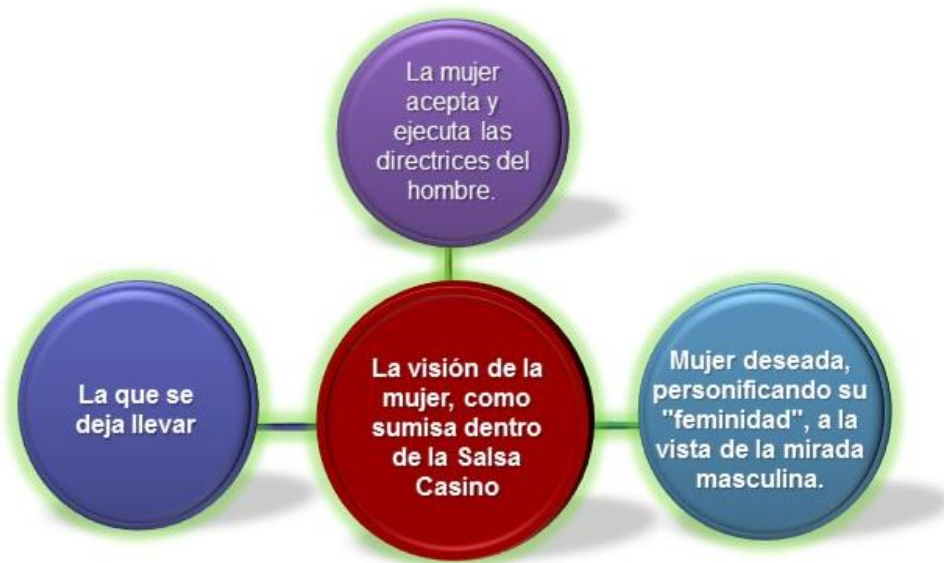 La mujer
acepta y
ejecuta las
directrices del
hombre.
La que se
deja llevar
La visión de la
mujer, como
sumisa dentro
de la Salsa
Casino
Mujer deseada,
personificando su
"feminidad", a la
vista de la mirada
masculina.